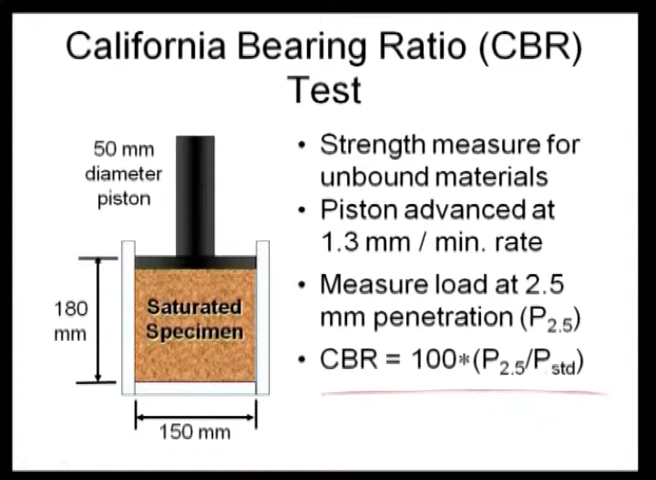 California Bearing Ratio (CBR)
Test
50 mm
diameter
piston
180
mm
Saturated
Specimen
150 mm
• Strength measure for
unbound materials
• Piston advanced at
1.3 mm / min. rate
• Measure load at 2.5
mm penetration (P2.5)
• CBR = 100*(P2.5/Pstd)